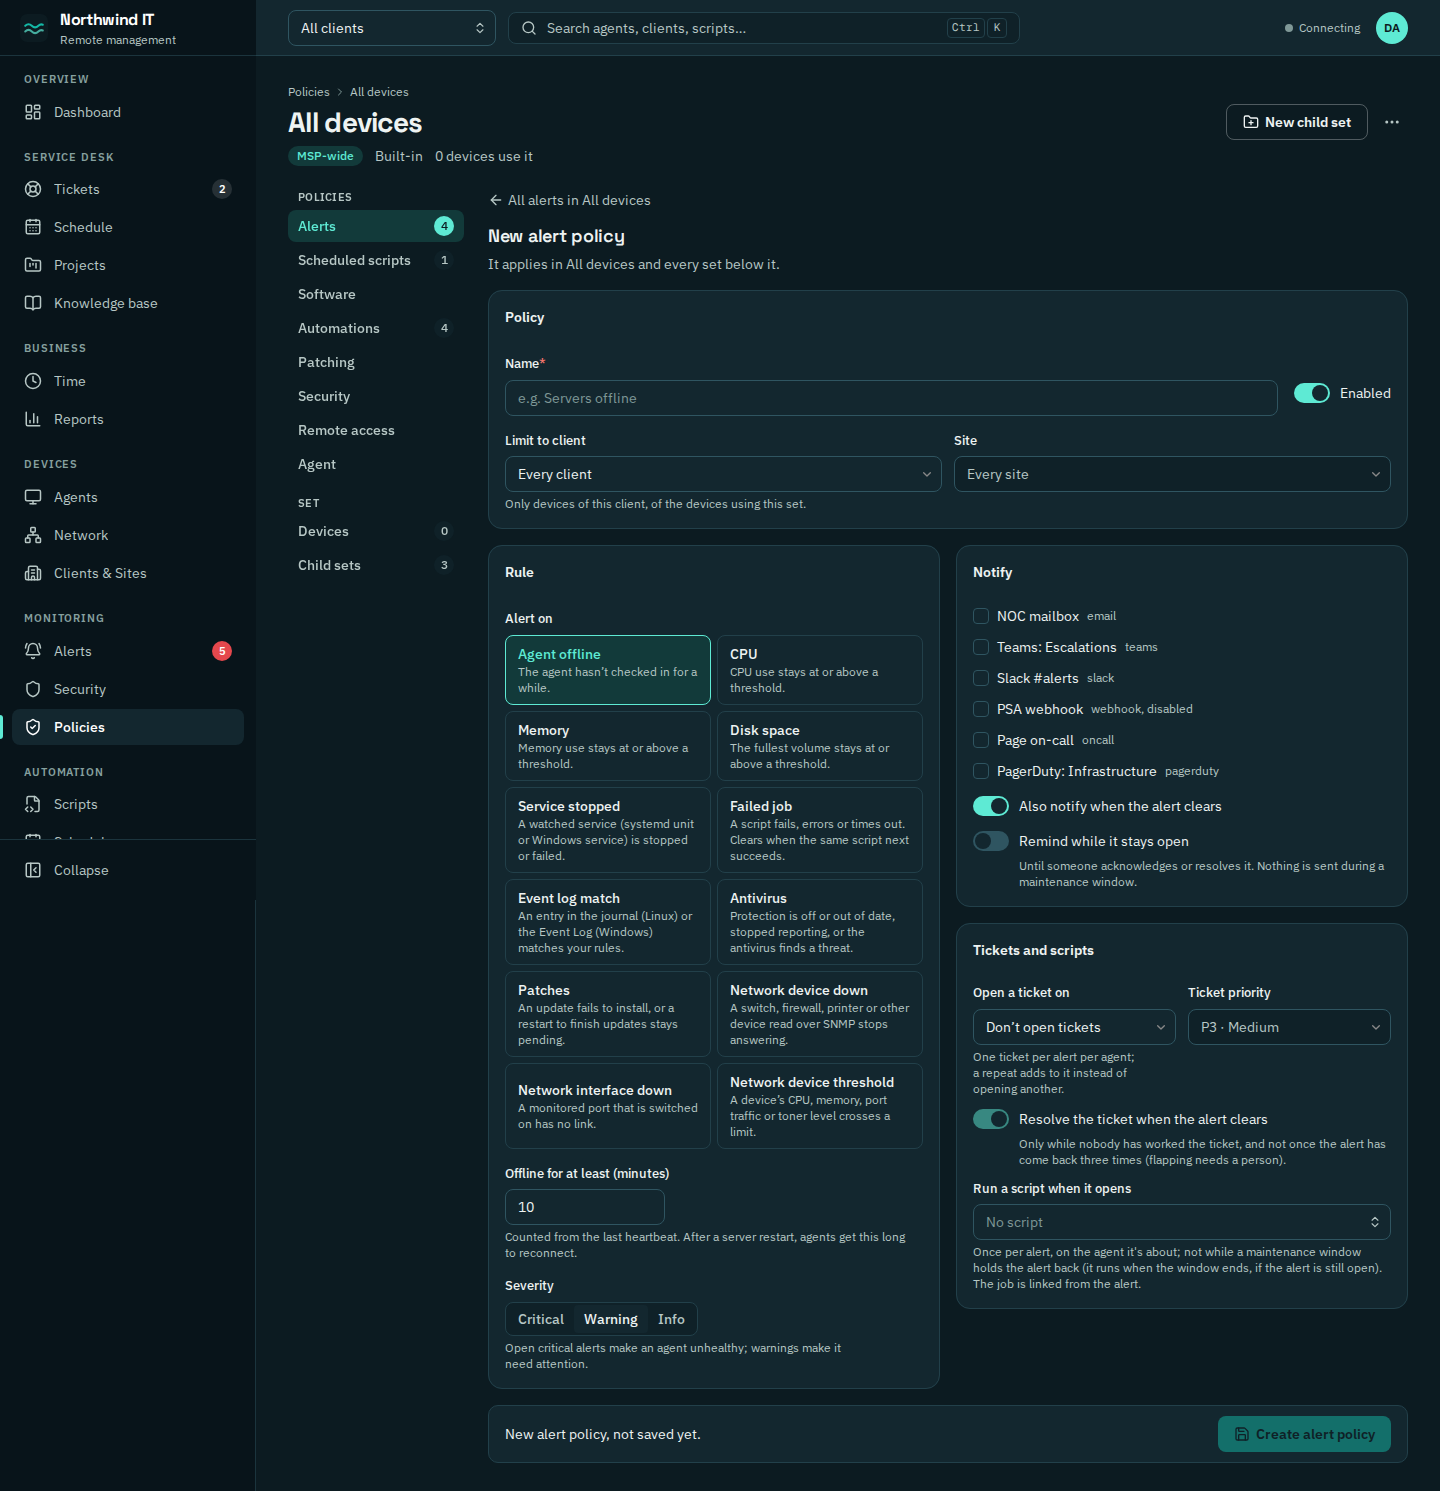 Northwind IT
Remote management
All clients
Search agents, clients, scripts...
Ctrl K
Connecting
DA
OVERVIEW
Dashboard
SERVICE DESK
Tickets 2
Schedule
Projects
Knowledge base
BUSINESS
Time
Reports
DEVICES
Agents
Network
Clients & Sites
MONITORING
Alerts 5
Security
Policies
AUTOMATION
Scripts
Collapse
Policies > All devices
All devices
MSP-wide Built-in 0 devices use it
New child set
POLICIES
Alerts 4
Scheduled scripts 1
Software
Automations 4
Patching
Security
Remote access
Agent
SET
Devices 0
Child sets 3
All alerts in All devices
New alert policy
It applies in All devices and every set below it.
Policy
Name*
e.g. Servers offline
Enabled
Limit to client
Every client
Only devices of this client, of the devices using this set.
Site
Every site
Rule
Alert on
Agent offline
The agent hasn't checked in for a
while.
CPU
CPU use stays at or above a
threshold.
Memory
Memory use stays at or above a
threshold.
Disk space
The fullest volume stays at or
above a threshold.
Service stopped
A watched service (systemd unit
or Windows service) is stopped
or failed.
Failed job
A script fails, errors or times out.
Clears when the same script next
succeeds.
Event log match
An entry in the journal (Linux) or
the Event Log (Windows)
matches your rules.
Antivirus
Protection is off or out of date,
stopped reporting, or the
antivirus finds a threat.
Patches
An update fails to install, or a
restart to finish updates stays
pending.
Network device down
A switch, firewall, printer or other
device read over SNMP stops
answering.
Network interface down
A monitored port that is switched
on has no link.
Network device threshold
A device's CPU, memory, port
traffic or toner level crosses a
limit.
Offline for at least (minutes)
10
Counted from the last heartbeat. After a server restart, agents get this long
to reconnect.
Severity
Critical Warning Info
Open critical alerts make an agent unhealthy; warnings make it
need attention.
Notify
NOC mailbox email
Teams: Escalations teams
Slack #alerts slack
PSA webhook webhook, disabled
Page on-call oncall
PagerDuty: Infrastructure pagerduty
Also notify when the alert clears
Remind while it stays open
Until someone acknowledges or resolves it. Nothing is sent during a
maintenance window.
Tickets and scripts
Open a ticket on
Don't open tickets
One ticket per alert per agent;
a repeat adds to it instead of
opening another.
Ticket priority
P3 · Medium
Resolve the ticket when the alert clears
Only while nobody has worked the ticket, and not once the alert has
come back three times (flapping needs a person).
Run a script when it opens
No script
Once per alert, on the agent it's about; not while a maintenance window
holds the alert back (it runs when the window ends, if the alert is still open).
The job is linked from the alert.
New alert policy, not saved yet.
Create alert policy